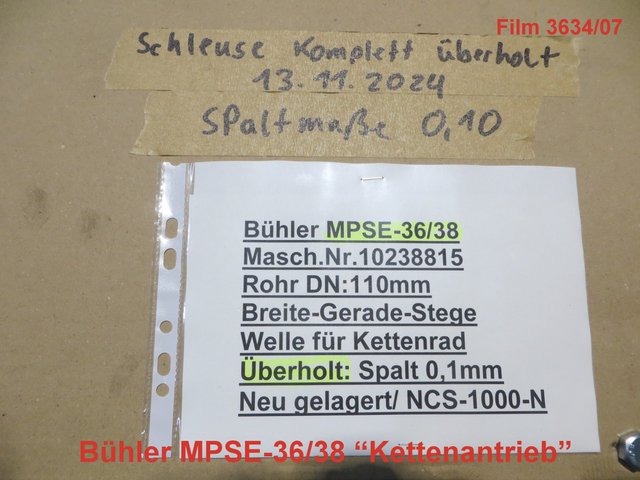 Film 3634/07
Schleuse Komplett überholt
13.11.2024
Spaltmaße 0,10
Bühler MPSE-36/38
Masch.Nr.10238815
Rohr DN:110mm
Breite-Gerade-Stege
Welle für Kettenrad
Überholt: Spalt 0,1mm
Neu gelagert/ NCS-1000-N
Bühler MPSE-36/38 “Kettenantrieb”